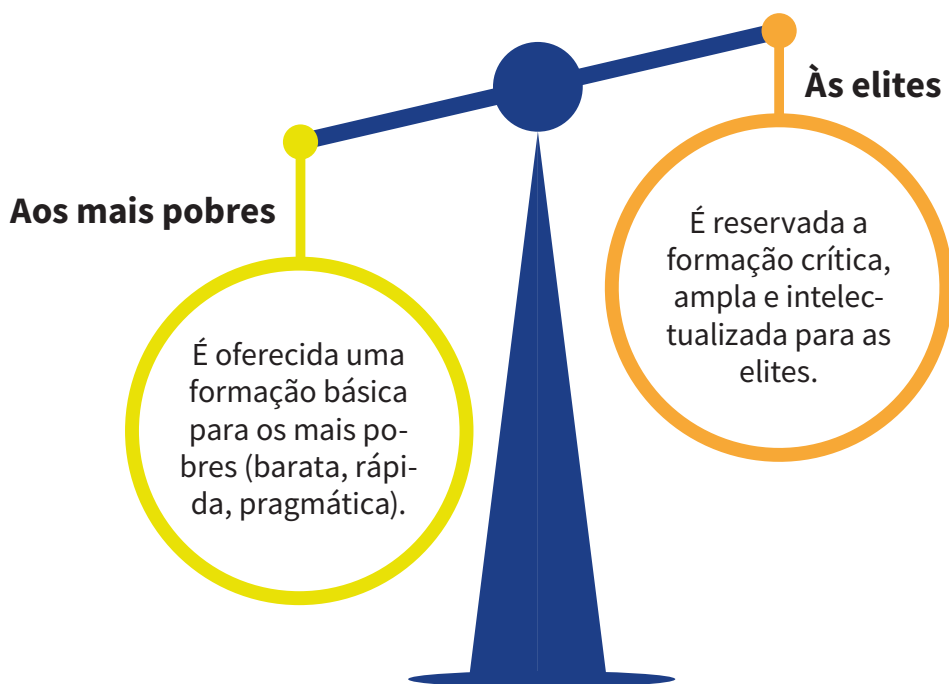 Aos mais pobres
É oferecida uma
formação básica
para os mais po-
bres (barata, rápi-
da, pragmática).
Às elites
É reservada a
formação crítica,
ampla e intelec-
tualizada para as
elites.